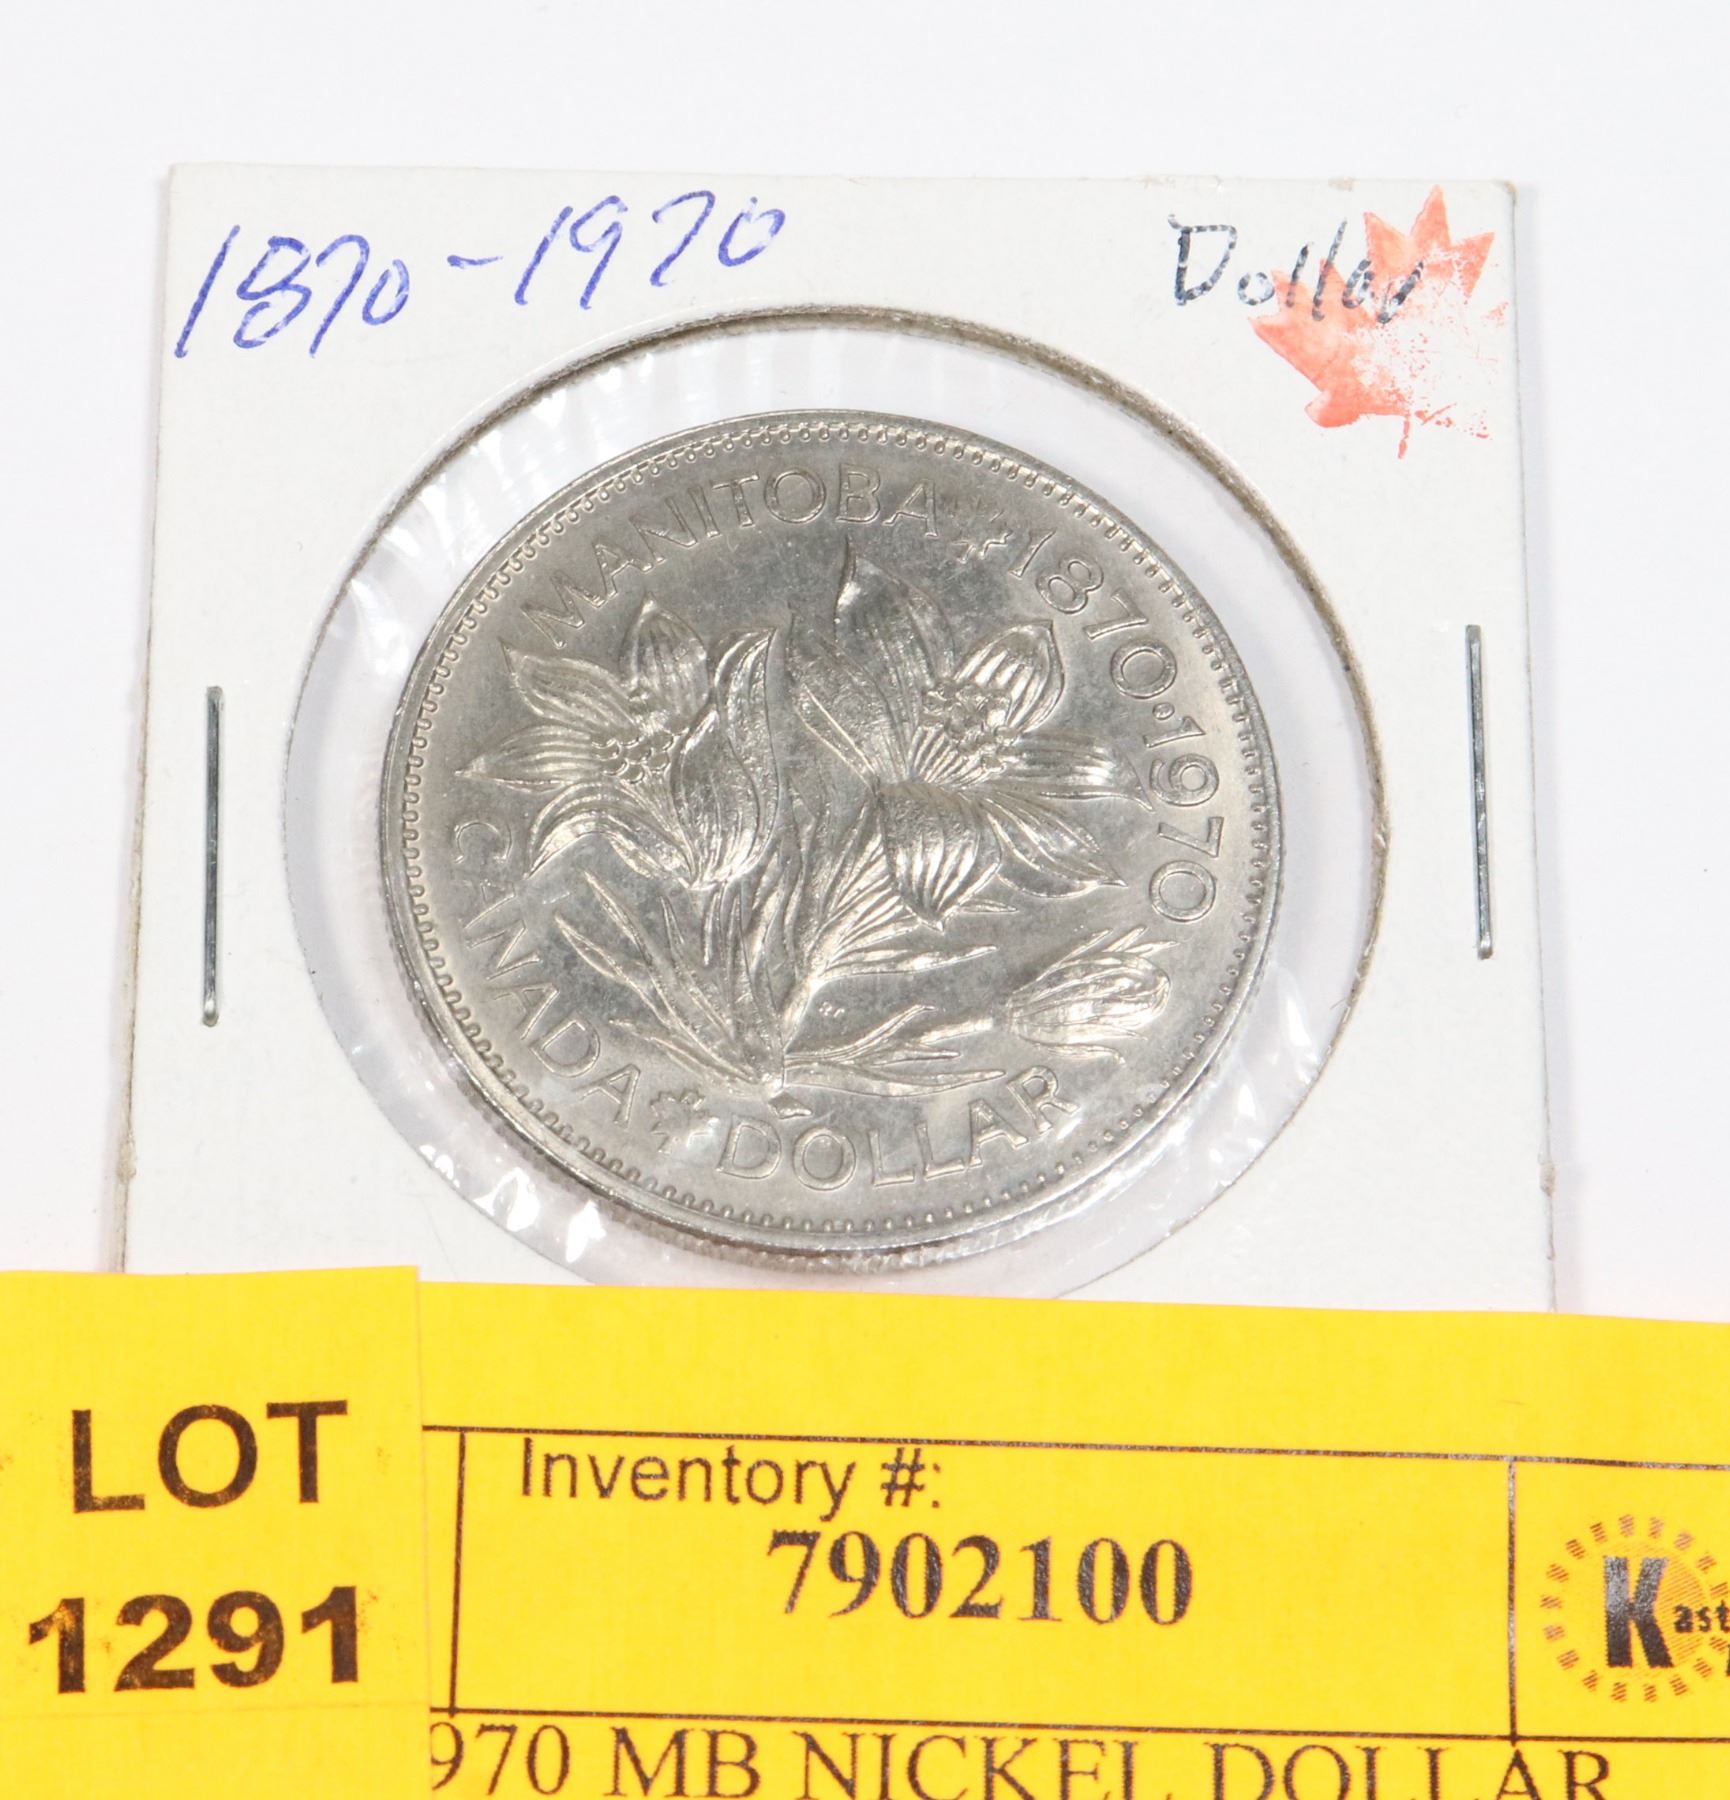 1870-1970
Dollar
MANITOBA 1870·1970
CANADA DOLLAR
LOT
1291
Inventory #:
7902100
K
970 MB NICKEL DOLLAR